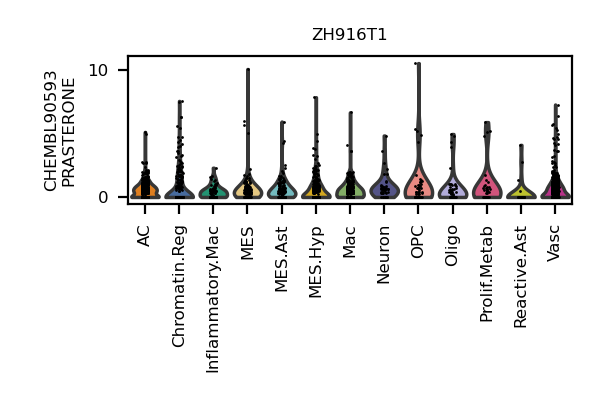 ZH916T1
CHEMBL90593
PRASTERONE
10
0
AC
Chromatin.Reg
Inflammatory.Mac
MES
MES.Ast
MES.Hyp
Mac
Neuron
OPC
Oligo
Prolif.Metab
Reactive.Ast
Vasc